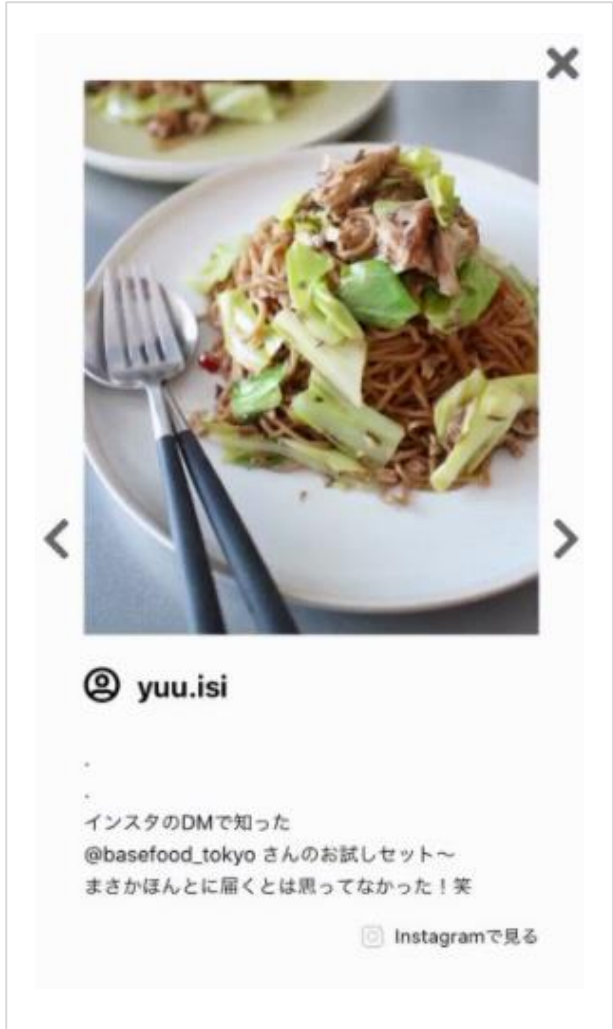 yuu.isi
.
.
インスタのDMで知った
@basefood_tokyo さんのお試しセット〜
まさかほんとに届くとは思ってなかった！笑
Instagramで見る